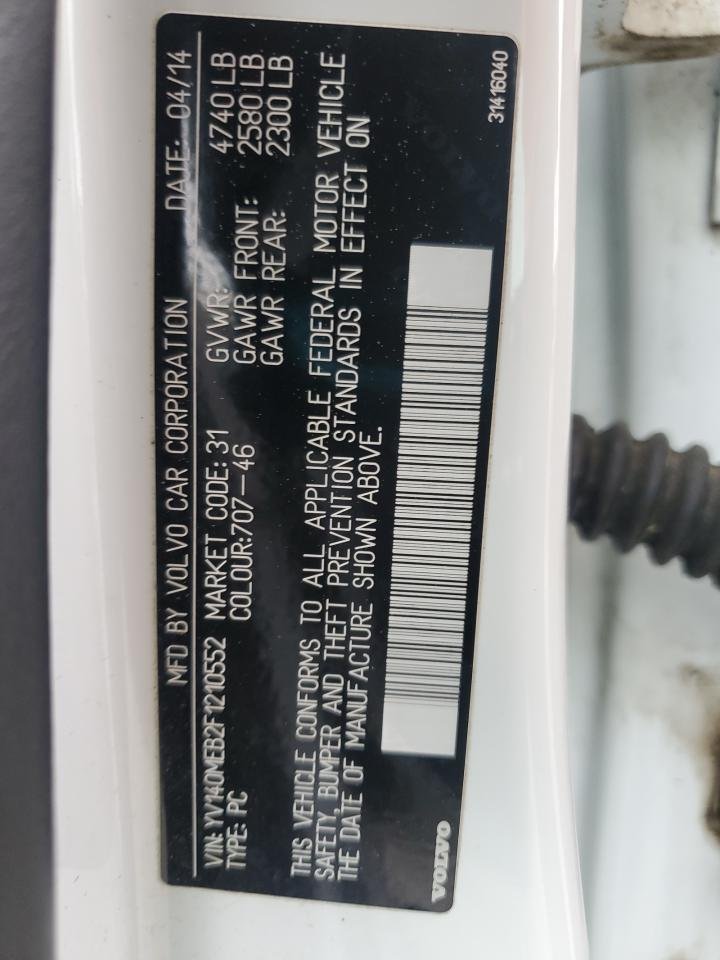 MFD BY VOLVO CAR CORPORATION DATE: 04/14
VIN: YV140MEB2F1210552 MARKET CODE: 31 GVWR: 4740 LB
TYPE: PC COLOUR:707-46 GAWR FRONT: 2580 LB
GAWR REAR: 2300 LB
THIS VEHICLE CONFORMS TO ALL APPLICABLE FEDERAL MOTOR VEHICLE
SAFETY, BUMPER AND THEFT PREVENTION STANDARDS IN EFFECT ON
THE DATE OF MANUFACTURE SHOWN ABOVE.
VOLVO 31416040